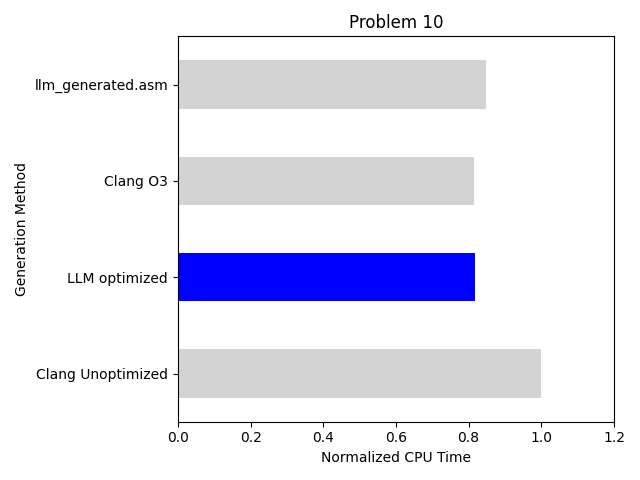 Problem 10
Generation Method
llm_generated.asm
Clang O3
LLM optimized
Clang Unoptimized
0.0 0.2 0.4 0.6 0.8 1.0 1.2
Normalized CPU Time